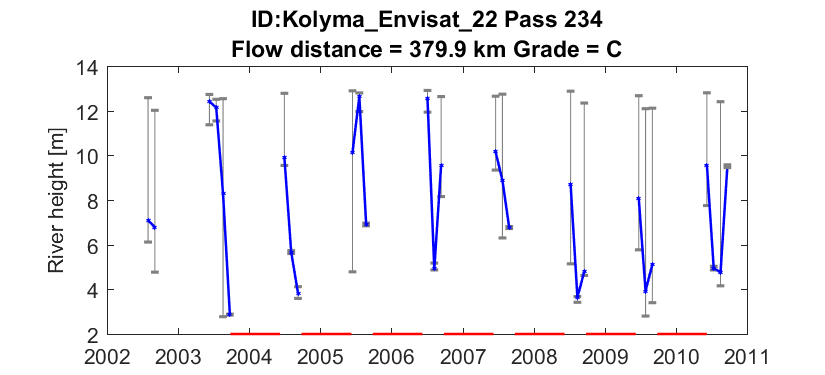 ID:Kolyma_Envisat_22 Pass 234
Flow distance = 379.9 km Grade = C
River height [m]
14
12
10
8
6
4
2
2002 2003 2004 2005 2006 2007 2008 2009 2010 2011